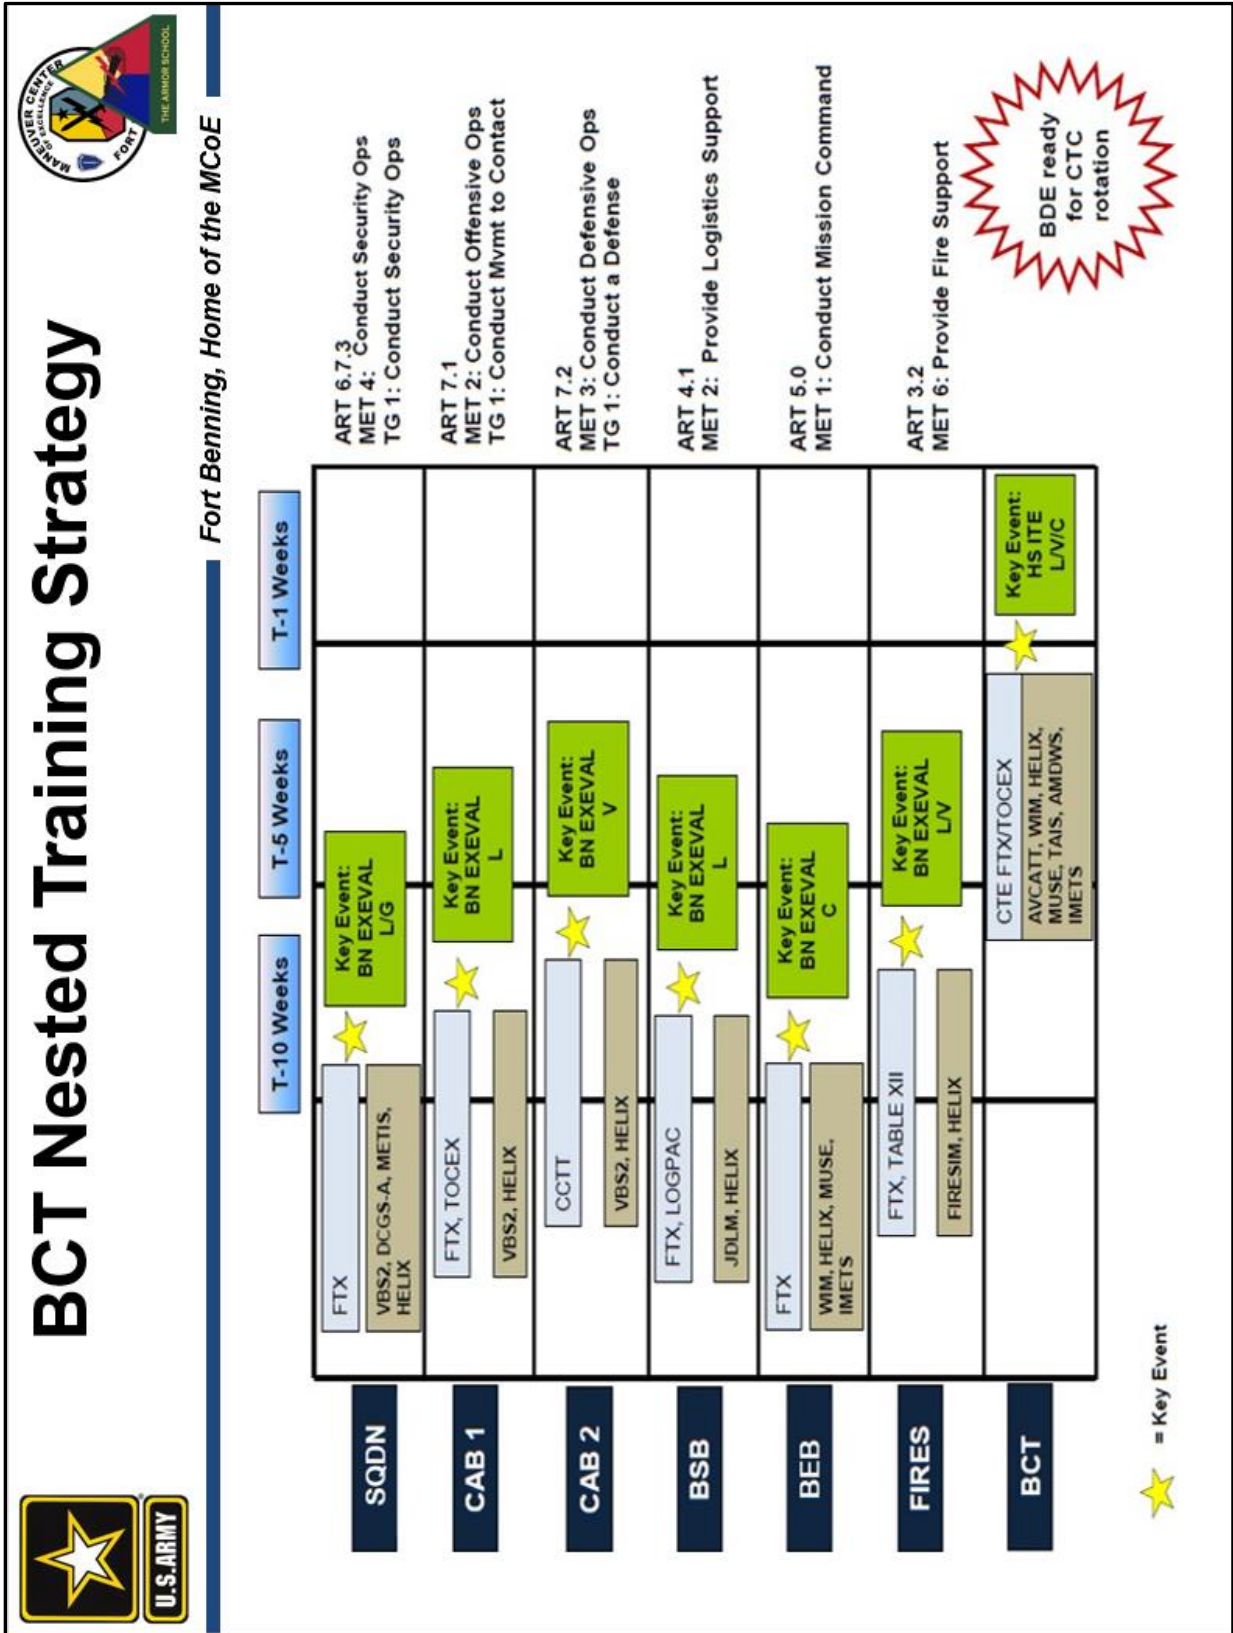 BCT Nested Training Strategy
U.S.ARMY
MANEUVER CENTER
OF EXCELLENCE
FORT
THE ARMOR SCHOOL
Fort Benning, Home of the MCoE
T-10 Weeks
T-5 Weeks
T-1 Weeks
SQDN
FTX
VBS2, DCGS-A, METIS,
HELIX
Key Event:
BN EXEVAL
L/G
ART 6.7.3
MET 4: Conduct Security Ops
TG 1: Conduct Security Ops
CAB 1
FTX, TOCEX
VBS2, HELIX
Key Event:
BN EXEVAL
L
ART 7.1
MET 2: Conduct Offensive Ops
TG 1: Conduct Mvmt to Contact
CAB 2
CCTT
VBS2, HELIX
Key Event:
BN EXEVAL
V
ART 7.2
MET 3: Conduct Defensive Ops
TG 1: Conduct a Defense
BSB
FTX, LOGPAC
JDLM, HELIX
Key Event:
BN EXEVAL
L
ART 4.1
MET 2: Provide Logistics Support
BEB
FTX
WIM, HELIX, MUSE,
IMETS
Key Event:
BN EXEVAL
C
ART 5.0
MET 1: Conduct Mission Command
FIRES
FTX, TABLE XII
FIRESIM, HELIX
Key Event:
BN EXEVAL
L/V
ART 3.2
MET 6: Provide Fire Support
BCT
CTE FTX/TOCEX
AVCATT, WIM, HELIX,
MUSE, TAIS, AMDWS,
IMETS
Key Event:
HS ITE
L/V/C
BDE ready
for CTC
rotation
= Key Event